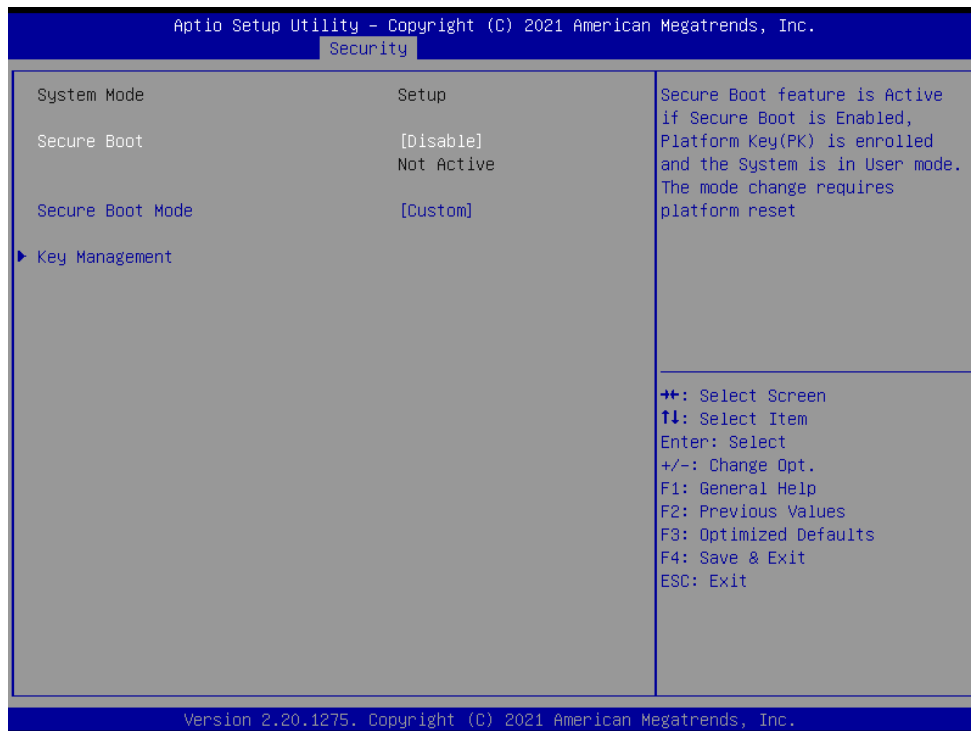 Aptio Setup Utility – Copyright (C) 2021 American Megatrends, Inc.
Security
System Mode Setup
Secure Boot [Disable]
Not Active
Secure Boot Mode [Custom]
Key Management
Secure Boot feature is Active
if Secure Boot is Enabled,
Platform Key(PK) is enrolled
and the System is in User mode.
The mode change requires
platform reset
→←: Select Screen
↑↓: Select Item
Enter: Select
+/-: Change Opt.
F1: General Help
F2: Previous Values
F3: Optimized Defaults
F4: Save & Exit
ESC: Exit
Version 2.20.1275. Copyright (C) 2021 American Megatrends, Inc.